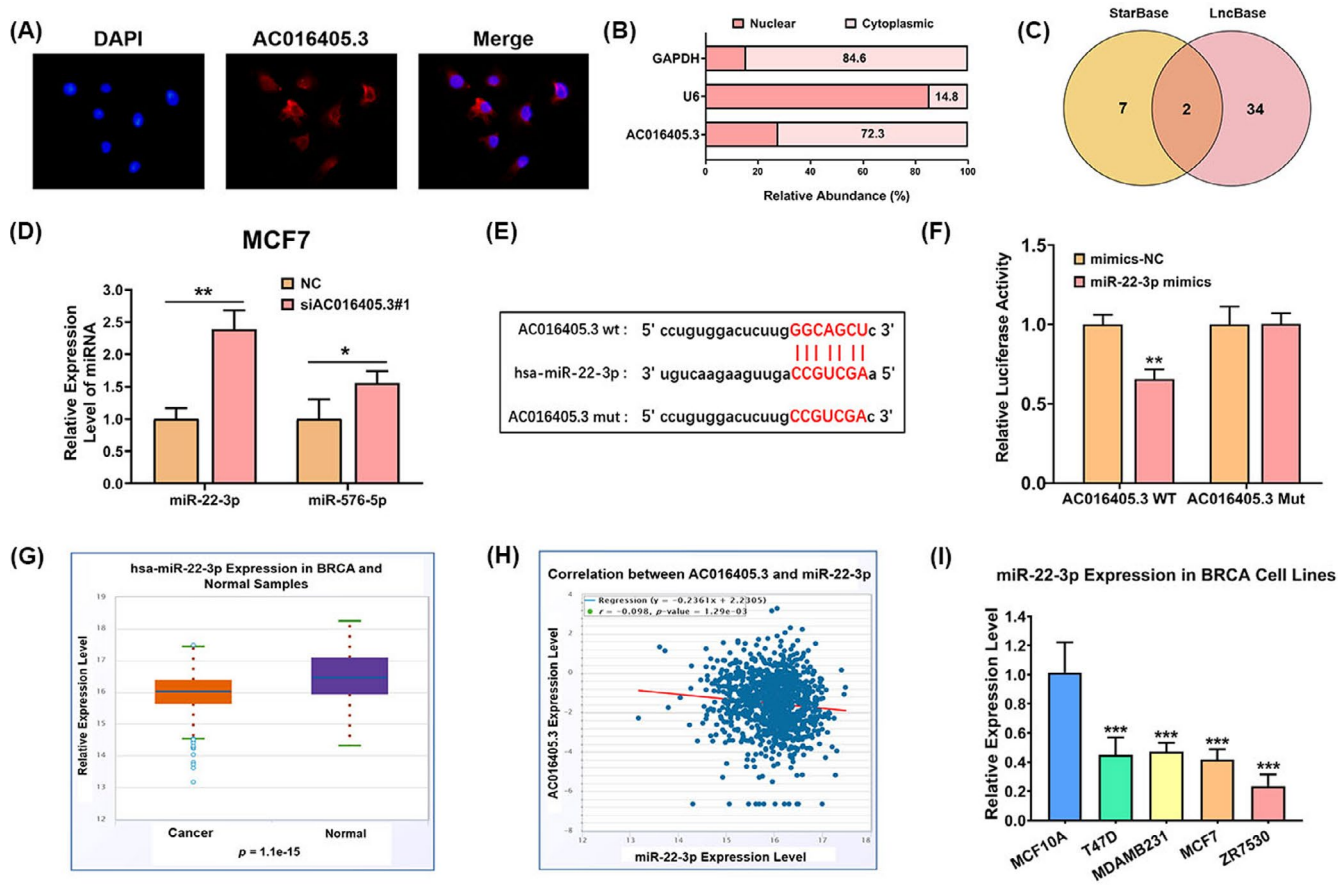 (A)
DAPI
AC016405.3
Merge
(B)
Nuclear
Cytoplasmic
GAPDH
84.6
U6
14.8
AC016405.3
72.3
0 20 40 60 80 100
Relative Abundance (%)
(C)
StarBase
LncBase
7
2
34
(D)
MCF7
NC
siAC016405.3#1
Relative Expression
Level of miRNA
3.0
2.5
2.0
1.5
1.0
0.5
0.0
**
*
miR-22-3p
miR-576-5p
(E)
AC016405.3 wt : 5' ccuguggacucuugGGCAGCUc 3'
hsa-miR-22-3p : 3' ugucaagaaguugaCCGUCGAa 5'
AC016405.3 mut : 5' ccuguggacucuugCCGUCGAc 3'
(F)
mimics-NC
miR-22-3p mimics
Relative Luciferase Activity
1.5
1.0
0.5
0.0
**
AC016405.3 WT
AC016405.3 Mut
(G)
hsa-miR-22-3p Expression in BRCA and
Normal Samples
Relative Expression Level
19
18
17
16
15
14
13
12
Cancer
Normal
p = 1.1e-15
(H)
Correlation between AC016405.3 and miR-22-3p
Regression (y = -0.2361x + 2.2305)
r = -0.098, p-value = 1.29e-03
AC016405.3 Expression Level
4
2
0
-2
-4
-6
-8
12 13 14 15 16 17 18
miR-22-3p Expression Level
(I)
miR-22-3p Expression in BRCA Cell Lines
Relative Expression Level
1.4
1.2
1.0
0.8
0.6
0.4
0.2
0.0
***
***
***
***
MCF10A
T47D
MDAMB231
MCF7
ZR7530